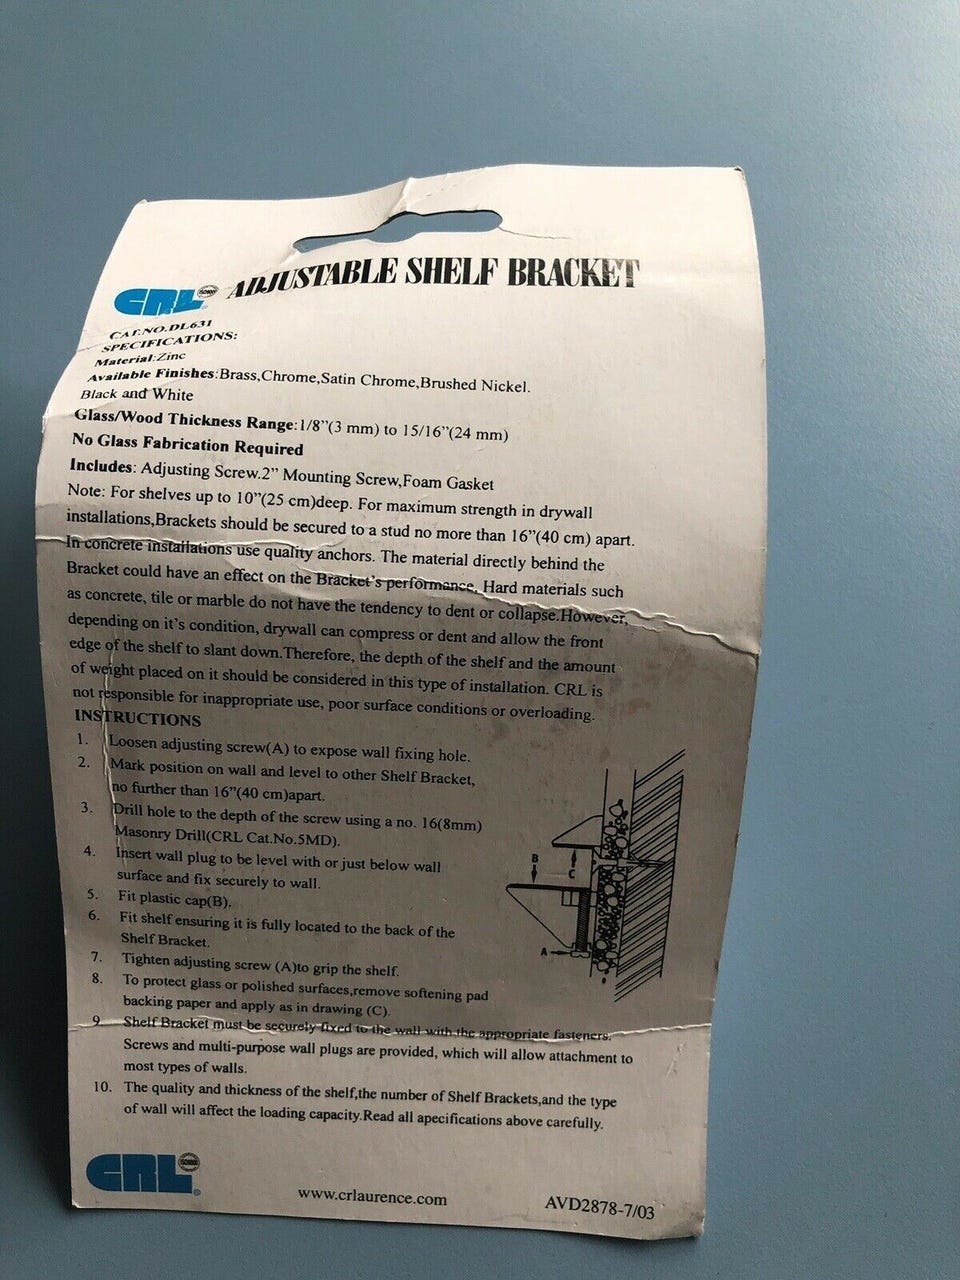 ADJUSTABLE SHELF BRACKET
CRL ISO9002 ®
CAT.NO.DL631
SPECIFICATIONS:
Material:Zinc
Available Finishes:Brass,Chrome,Satin Chrome,Brushed Nickel.
Black and White
Glass/Wood Thickness Range:1/8”(3 mm) to 15/16”(24 mm)
No Glass Fabrication Required
Includes: Adjusting Screw.2” Mounting Screw,Foam Gasket
Note: For shelves up to 10”(25 cm)deep. For maximum strength in drywall
installations,Brackets should be secured to a stud no more than 16”(40 cm) apart.
In concrete installations use quality anchors. The material directly behind the
Bracket could have an effect on the Bracket's performance. Hard materials such
as concrete, tile or marble do not have the tendency to dent or collapse.However,
depending on it's condition, drywall can compress or dent and allow the front
edge of the shelf to slant down.Therefore, the depth of the shelf and the amount
of weight placed on it should be considered in this type of installation. CRL is
not responsible for inappropriate use, poor surface conditions or overloading.
INSTRUCTIONS
1. Loosen adjusting screw(A) to expose wall fixing hole.
2. Mark position on wall and level to other Shelf Bracket,
no further than 16”(40 cm)apart.
3. Drill hole to the depth of the screw using a no. 16(8mm)
Masonry Drill(CRL Cat.No.5MD).
4. Insert wall plug to be level with or just below wall
surface and fix securely to wall.
5. Fit plastic cap(B).
6. Fit shelf ensuring it is fully located to the back of the
Shelf Bracket.
7. Tighten adjusting screw (A)to grip the shelf.
8. To protect glass or polished surfaces,remove softening pad
backing paper and apply as in drawing (C).
9. Shelf Bracket must be securely fixed to the wall with the appropriate fasteners.
Screws and multi-purpose wall plugs are provided, which will allow attachment to
most types of walls.
10. The quality and thickness of the shelf,the number of Shelf Brackets,and the type
of wall will affect the loading capacity.Read all apecifications above carefully.
B
C
A
CRL ISO9002 ®
www.crlaurence.com
AVD2878-7/03